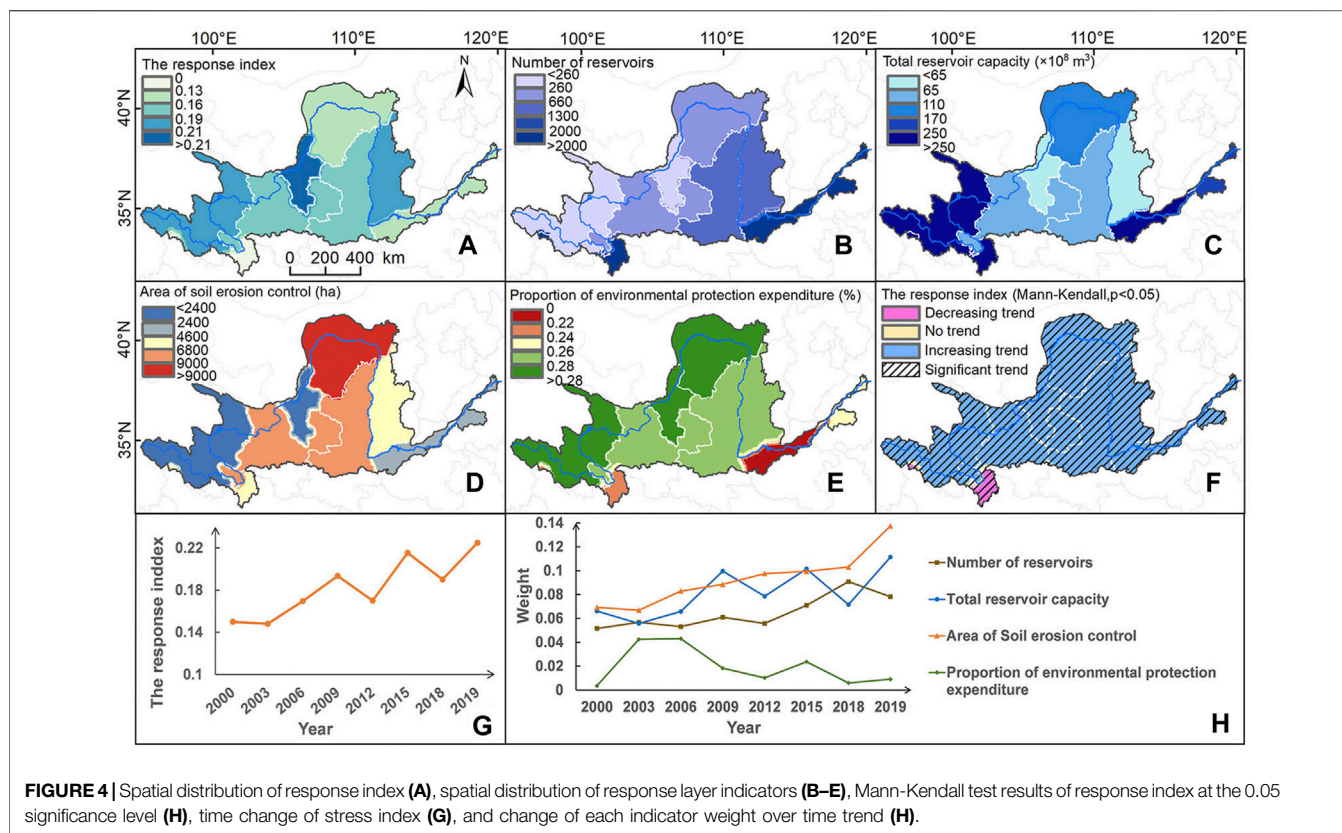 100°E 110°E 120°E 100°E 110°E 120°E 100°E 110°E 120°E
40°N
35°N
The response index
0
0.13
0.16
0.19
0.21
>0.21
N
0 200 400 km
A
Number of reservoirs
<260
260
660
1300
2000
>2000
B
Total reservoir capacity (×10⁸ m³)
<65
65
110
170
250
>250
C
40°N
35°N
Area of soil erosion control (ha)
<2400
2400
4600
6800
9000
>9000
D
Proportion of environmental protection expenditure (%)
0
0.22
0.24
0.26
0.28
>0.28
E
The response index (Mann-Kendall,p<0.05)
Decreasing trend
No trend
Increasing trend
Significant trend
F
The response inddex
0.22
0.18
0.14
0.1
2000 2003 2006 2009 2012 2015 2018 2019
Year
G
Weight
0.14
0.12
0.1
0.08
0.06
0.04
0.02
0
2000 2003 2006 2009 2012 2015 2018 2019
Year
Number of reservoirs
Total reservoir capacity
Area of Soil erosion control
Proportion of environmental protection
expenditure
H
FIGURE 4 | Spatial distribution of response index (A), spatial distribution of response layer indicators (B–E), Mann-Kendall test results of response index at the 0.05
significance level (H), time change of stress index (G), and change of each indicator weight over time trend (H).